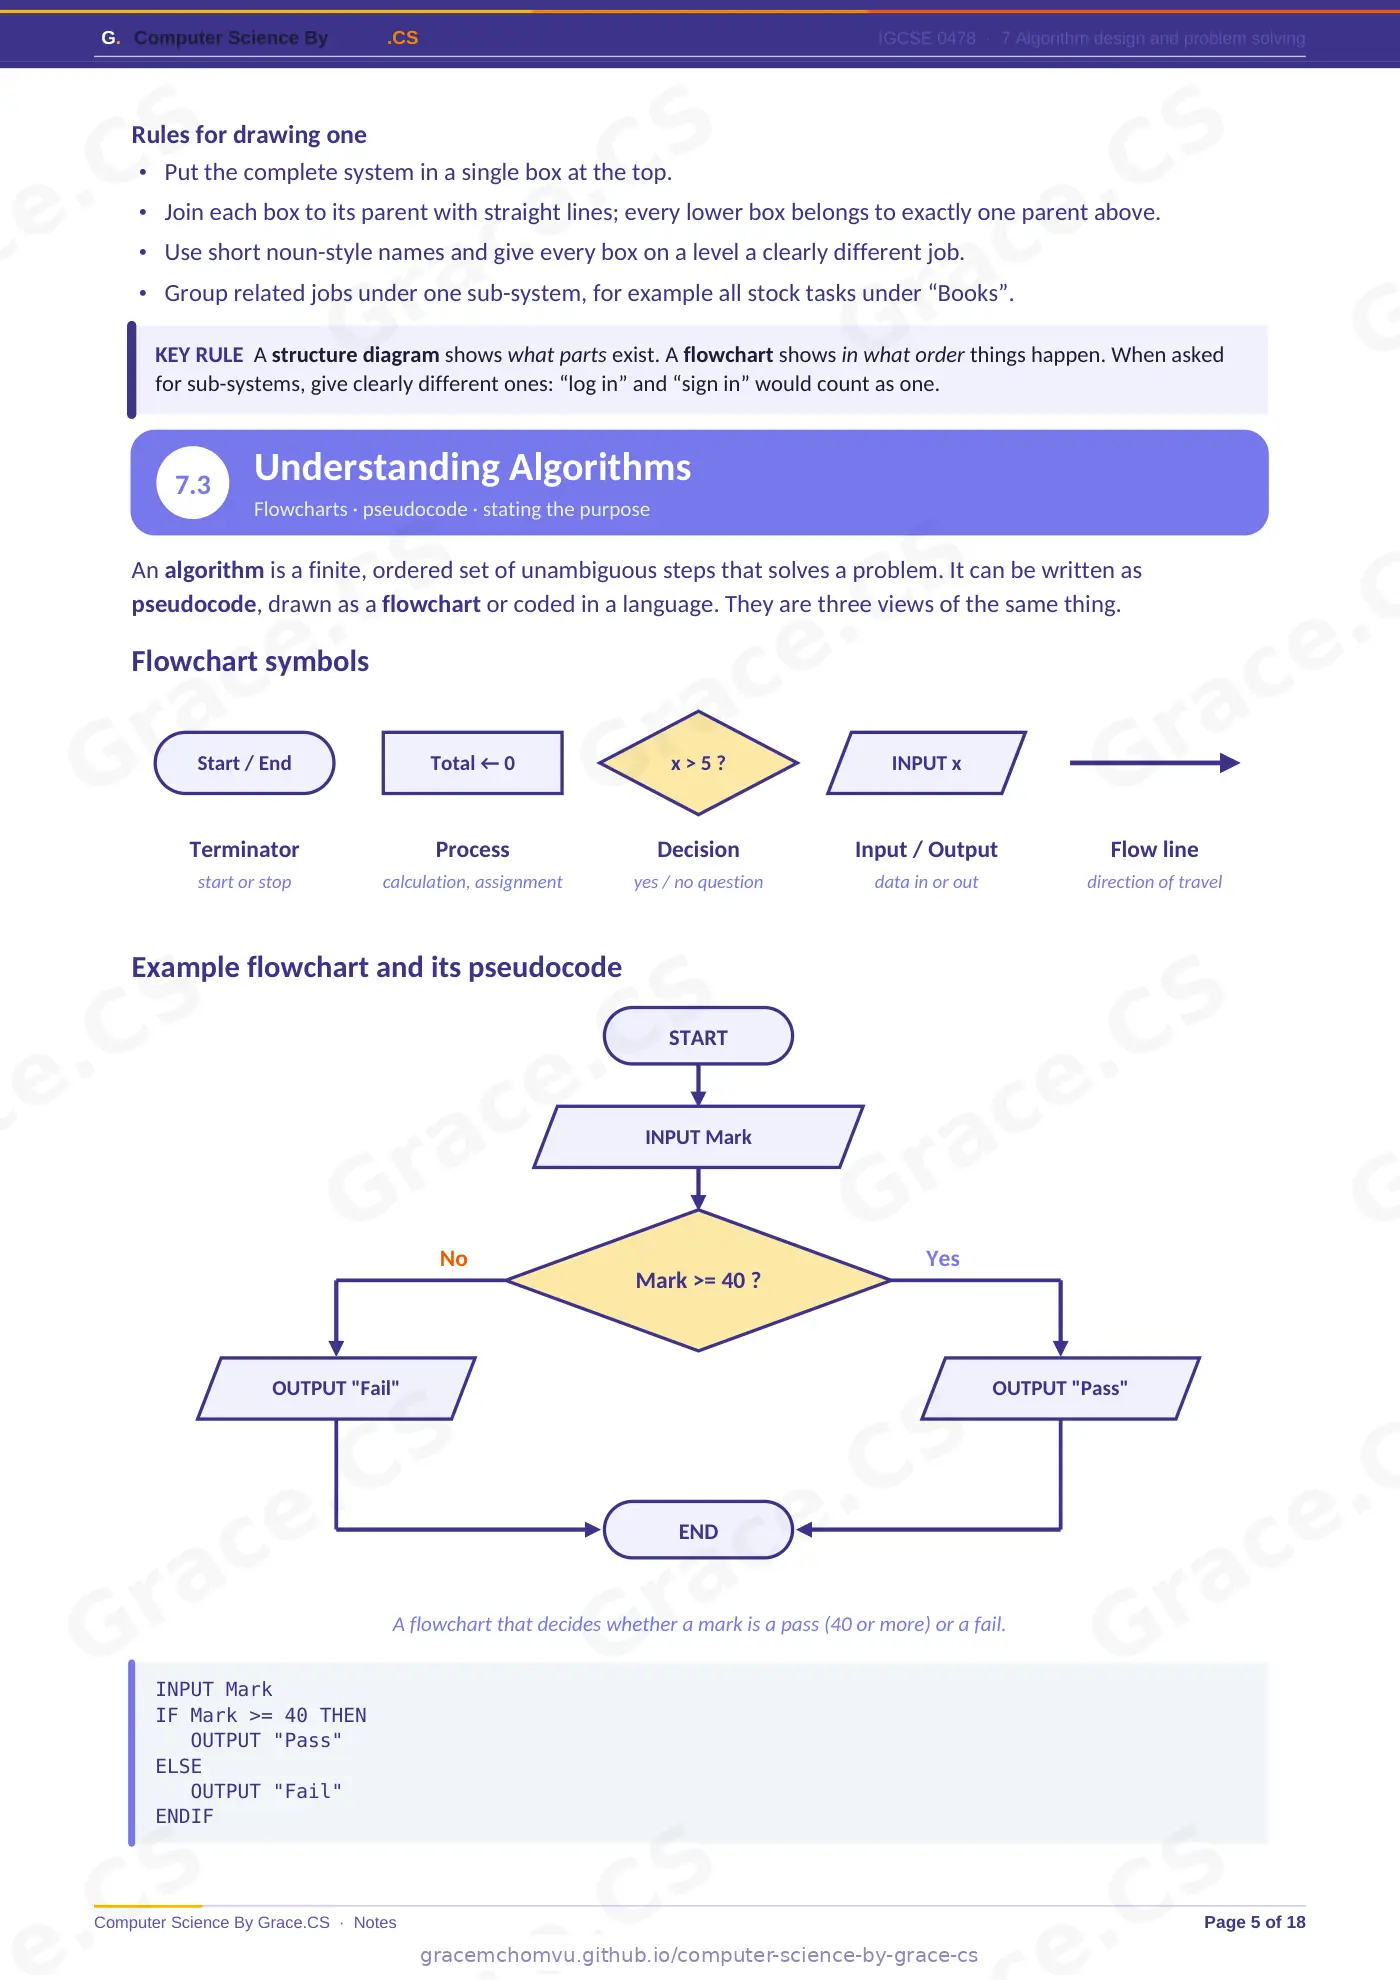 G. Computer Science By .CS
IGCSE 0478 · 7 Algorithm design and problem solving
Rules for drawing one
• Put the complete system in a single box at the top.
• Join each box to its parent with straight lines; every lower box belongs to exactly one parent above.
• Use short noun-style names and give every box on a level a clearly different job.
• Group related jobs under one sub-system, for example all stock tasks under “Books”.
KEY RULE A structure diagram shows what parts exist. A flowchart shows in what order things happen. When asked
for sub-systems, give clearly different ones: “log in” and “sign in” would count as one.
7.3
Understanding Algorithms
Flowcharts · pseudocode · stating the purpose
An algorithm is a finite, ordered set of unambiguous steps that solves a problem. It can be written as
pseudocode, drawn as a flowchart or coded in a language. They are three views of the same thing.
Flowchart symbols
Start / End
Total ← 0
x > 5 ?
INPUT x
Terminator
Process
Decision
Input / Output
Flow line
start or stop
calculation, assignment
yes / no question
data in or out
direction of travel
Example flowchart and its pseudocode
START
INPUT Mark
No
Yes
Mark >= 40 ?
OUTPUT "Fail"
OUTPUT "Pass"
END
A flowchart that decides whether a mark is a pass (40 or more) or a fail.
INPUT Mark
IF Mark >= 40 THEN
OUTPUT "Pass"
ELSE
OUTPUT "Fail"
ENDIF
Computer Science By Grace.CS · Notes
Page 5 of 18
gracemchomvu.github.io/computer-science-by-grace-cs
Grace.CS